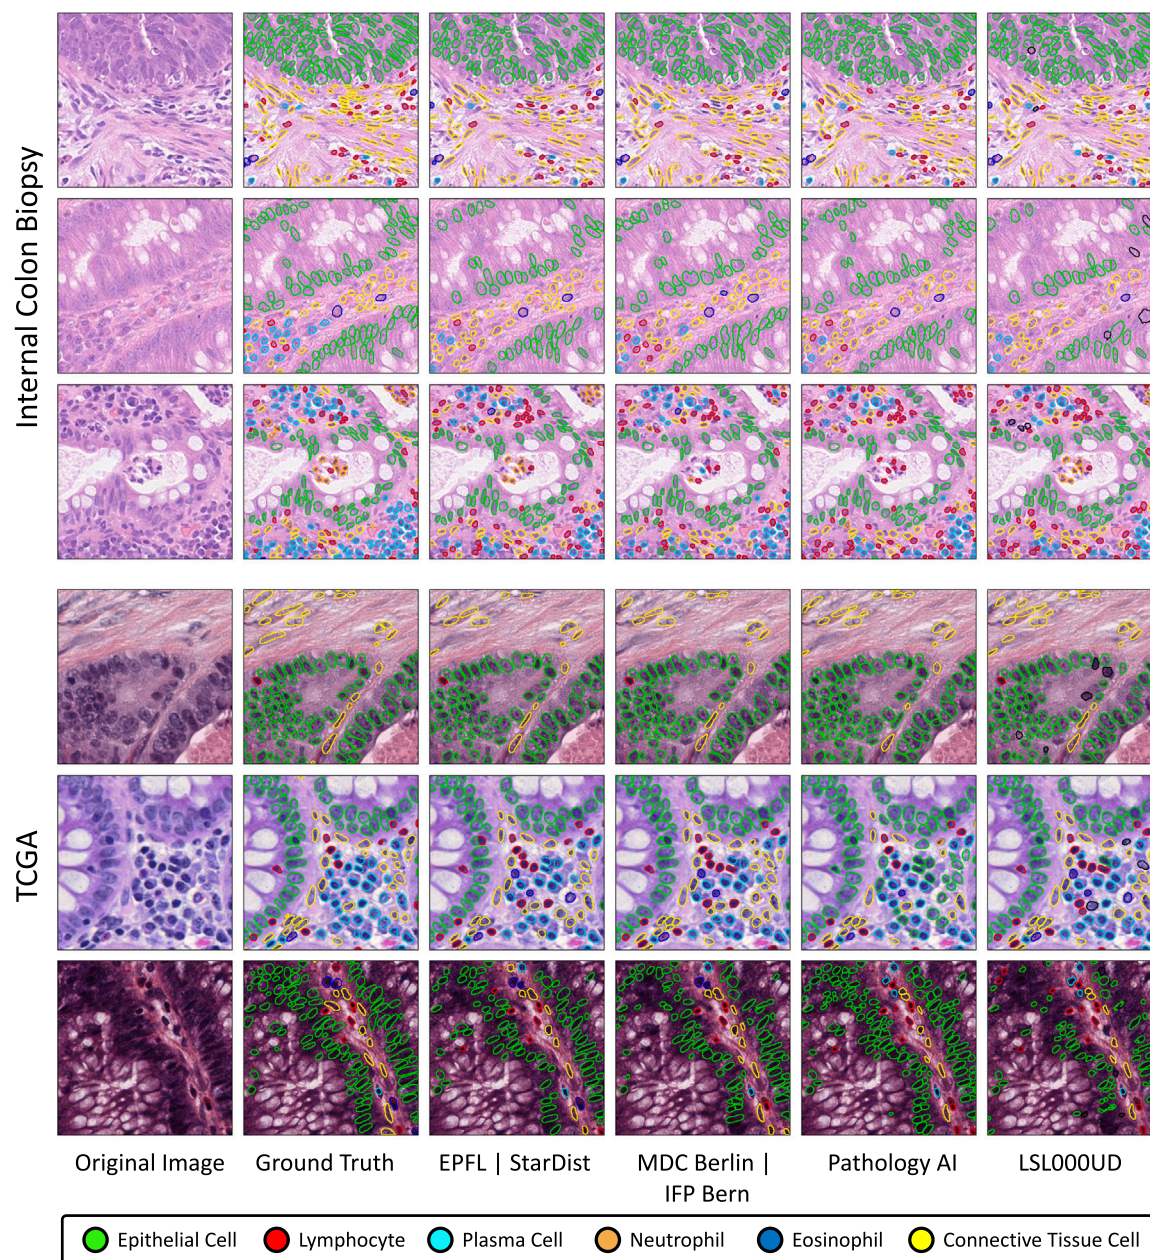 Internal Colon Biopsy
TCGA
Original Image
Ground Truth
EPFL | StarDist
MDC Berlin |
IFP Bern
Pathology AI
LSL000UD
Epithelial Cell
Lymphocyte
Plasma Cell
Neutrophil
Eosinophil
Connective Tissue Cell